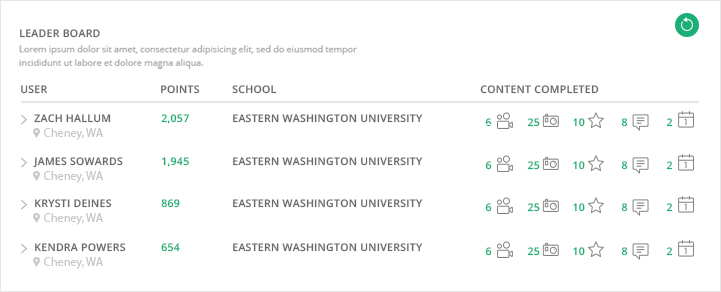 LEADER BOARD
Lorem ipsum dolor sit amet, consectetur adipisicing elit, sed do eiusmod tempor
incididunt ut labore et dolore magna aliqua.
USER POINTS SCHOOL CONTENT COMPLETED
ZACH HALLUM 2,057 EASTERN WASHINGTON UNIVERSITY 6 25 10 8 2 1
Cheney, WA
JAMES SOWARDS 1,945 EASTERN WASHINGTON UNIVERSITY 6 25 10 8 2 1
Cheney, WA
KRYSTI DEINES 869 EASTERN WASHINGTON UNIVERSITY 6 25 10 8 2 1
Cheney, WA
KENDRA POWERS 654 EASTERN WASHINGTON UNIVERSITY 6 25 10 8 2 1
Cheney, WA